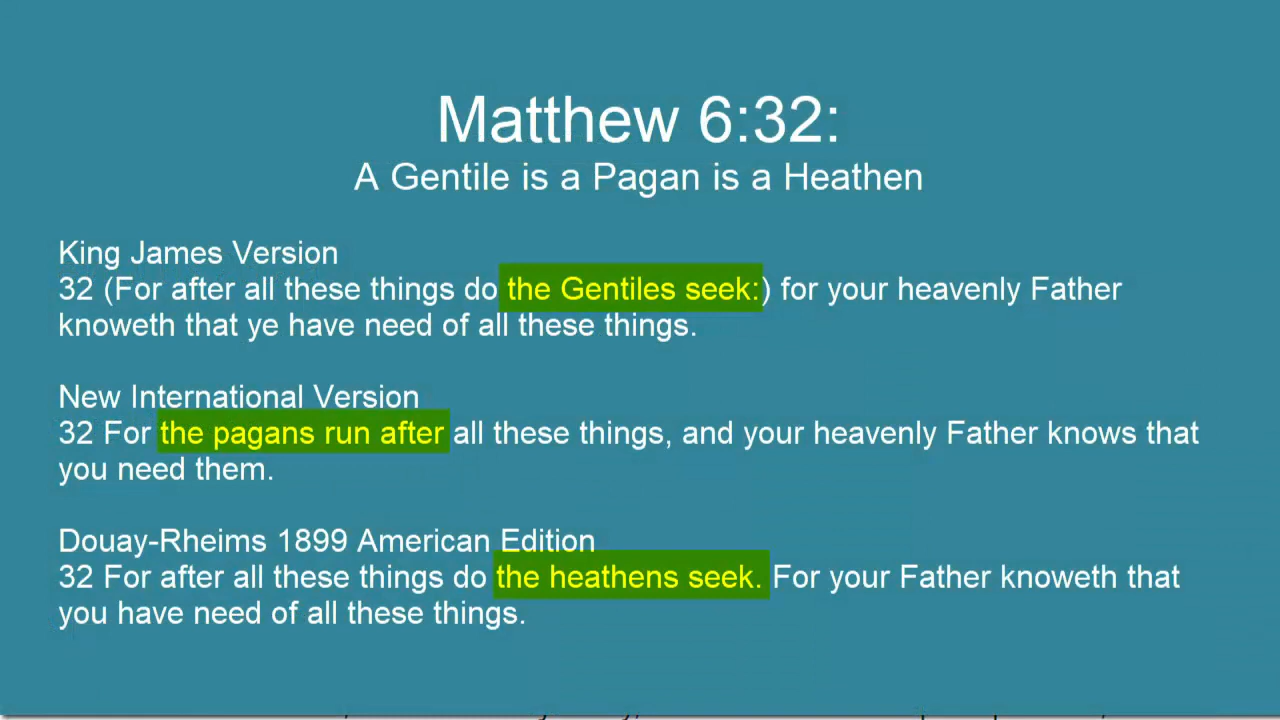 Matthew 6:32:
A Gentile is a Pagan is a Heathen
King James Version
32 (For after all these things do the Gentiles seek:) for your heavenly Father
knoweth that ye have need of all these things.
New International Version
32 For the pagans run after all these things, and your heavenly Father knows that
you need them.
Douay-Rheims 1899 American Edition
32 For after all these things do the heathens seek. For your Father knoweth that
you have need of all these things.